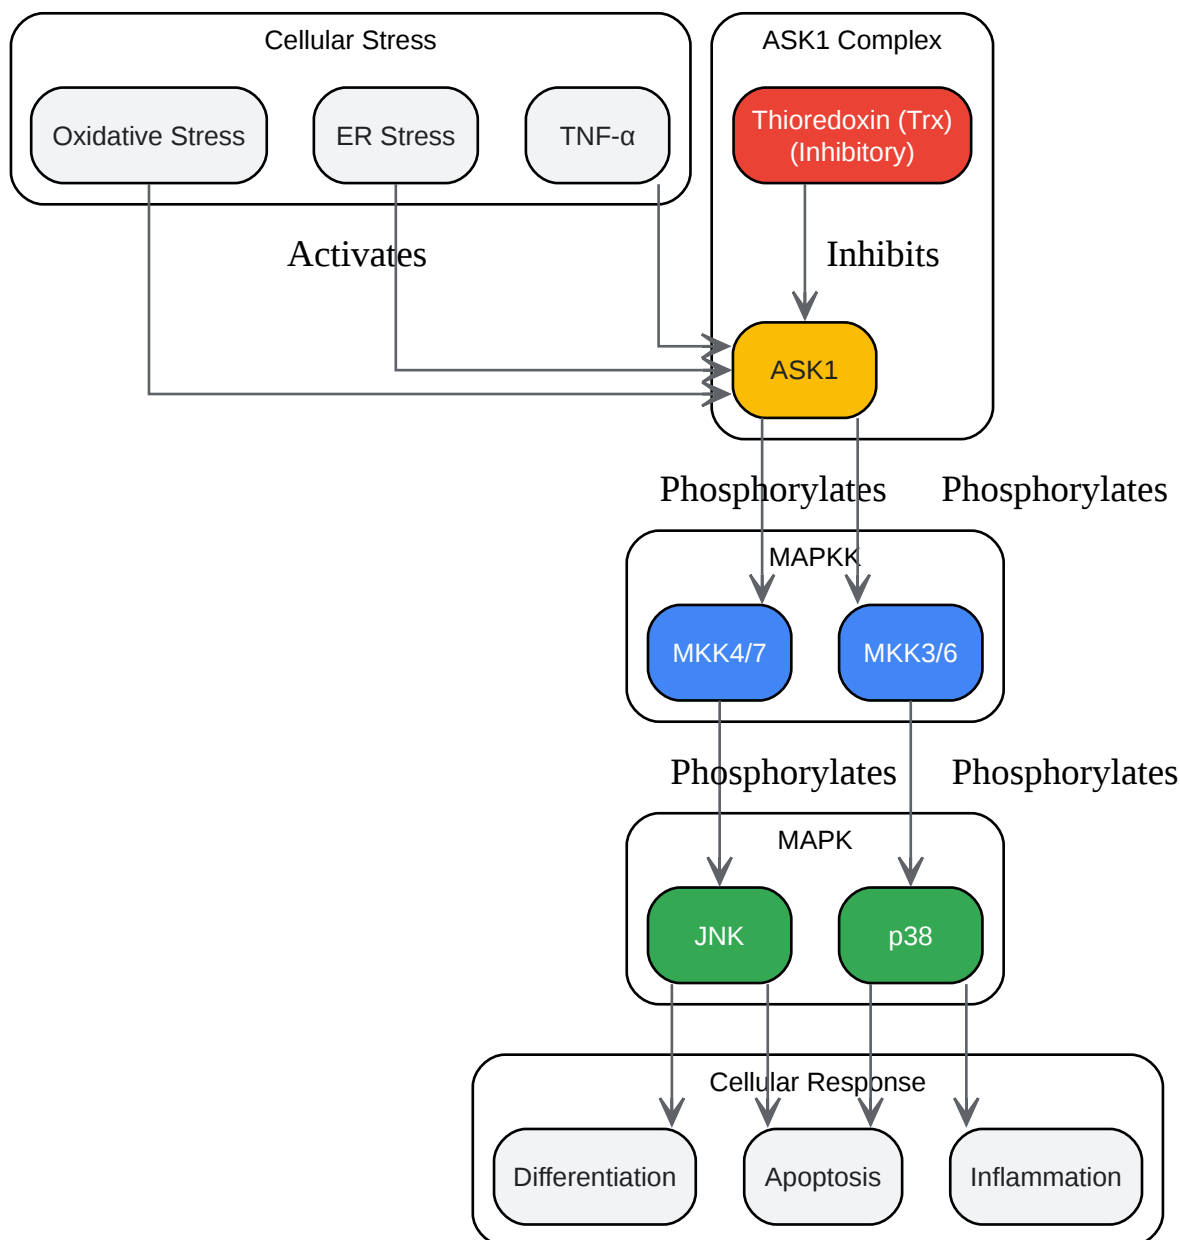 Cellular Stress
ASK1 Complex
Oxidative Stress
ER Stress
TNF-α
Thioredoxin (Trx)
(Inhibitory)
Activates
Inhibits
ASK1
Phosphorylates
Phosphorylates
MAPKK
MKK4/7
MKK3/6
Phosphorylates
Phosphorylates
MAPK
JNK
p38
Cellular Response
Differentiation
Apoptosis
Inflammation